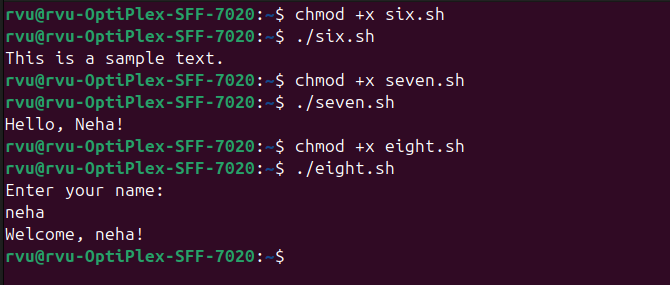 rvu@rvu-OptiPlex-SFF-7020:~$ chmod +x six.sh
rvu@rvu-OptiPlex-SFF-7020:~$ ./six.sh
This is a sample text.
rvu@rvu-OptiPlex-SFF-7020:~$ chmod +x seven.sh
rvu@rvu-OptiPlex-SFF-7020:~$ ./seven.sh
Hello, Neha!
rvu@rvu-OptiPlex-SFF-7020:~$ chmod +x eight.sh
rvu@rvu-OptiPlex-SFF-7020:~$ ./eight.sh
Enter your name:
neha
Welcome, neha!
rvu@rvu-OptiPlex-SFF-7020:~$